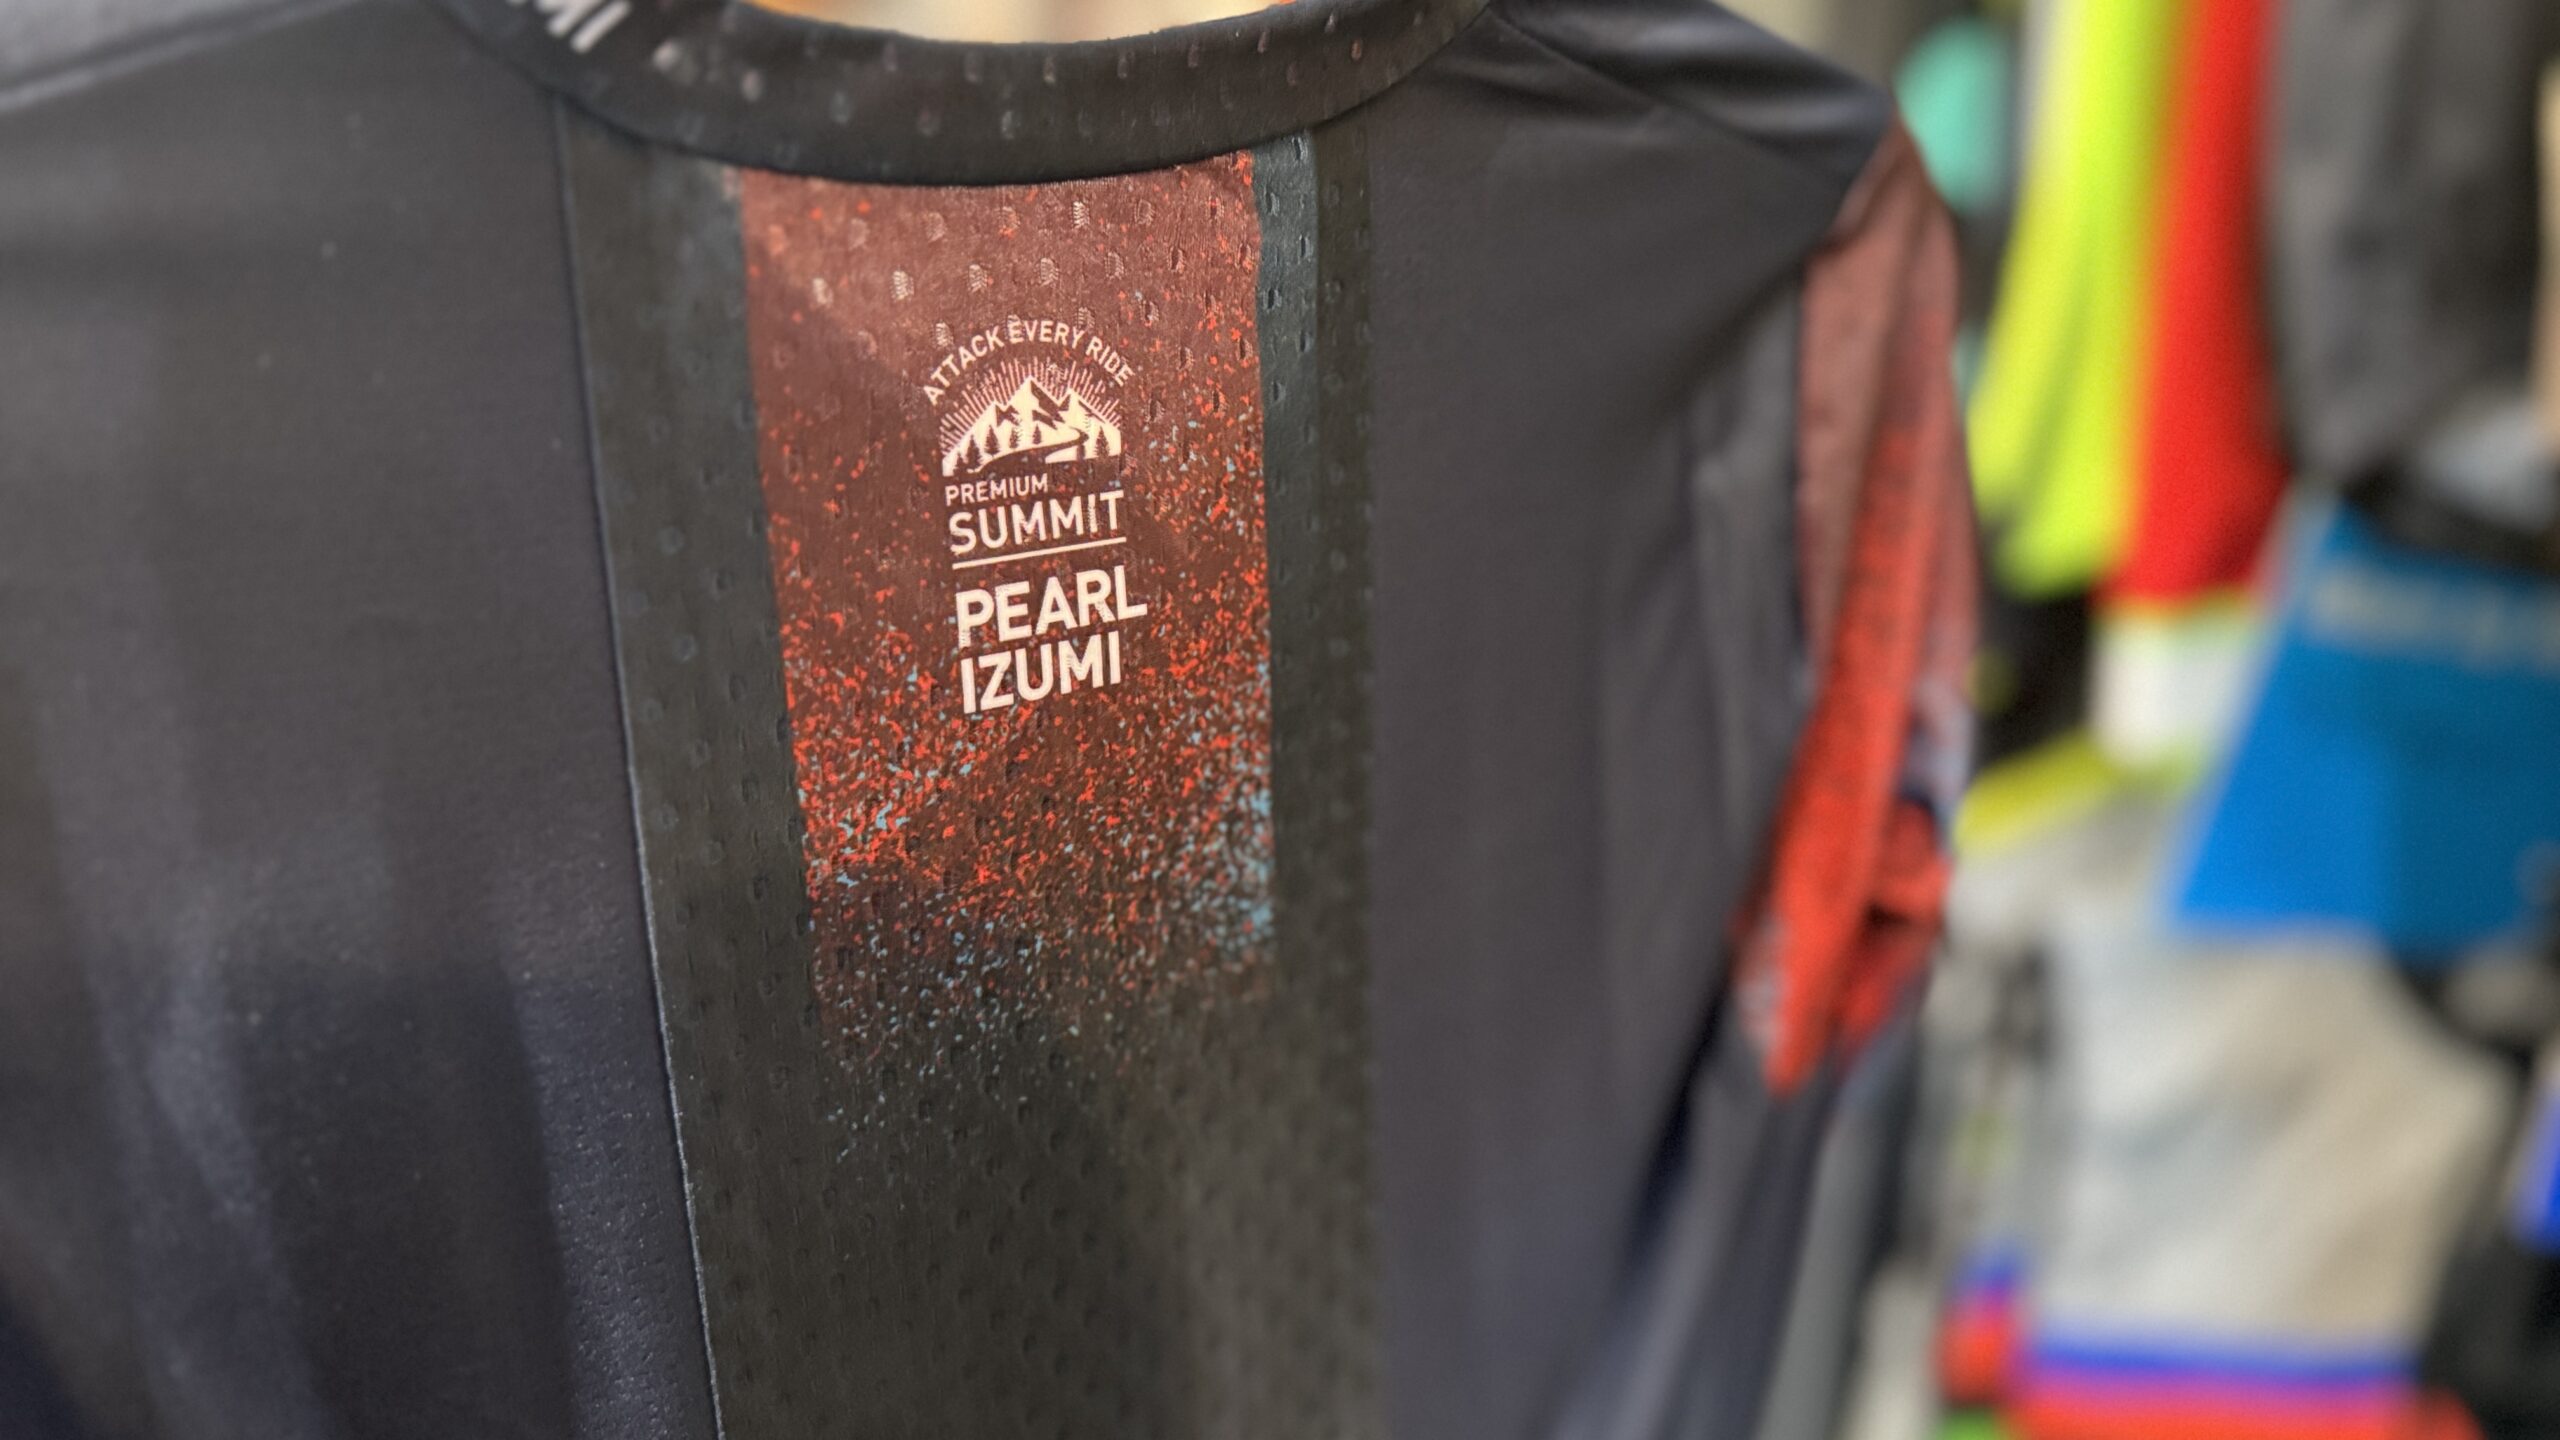 ATTACK EVERY RIDE
PREMIUM
SUMMIT
PEARL
IZUMI